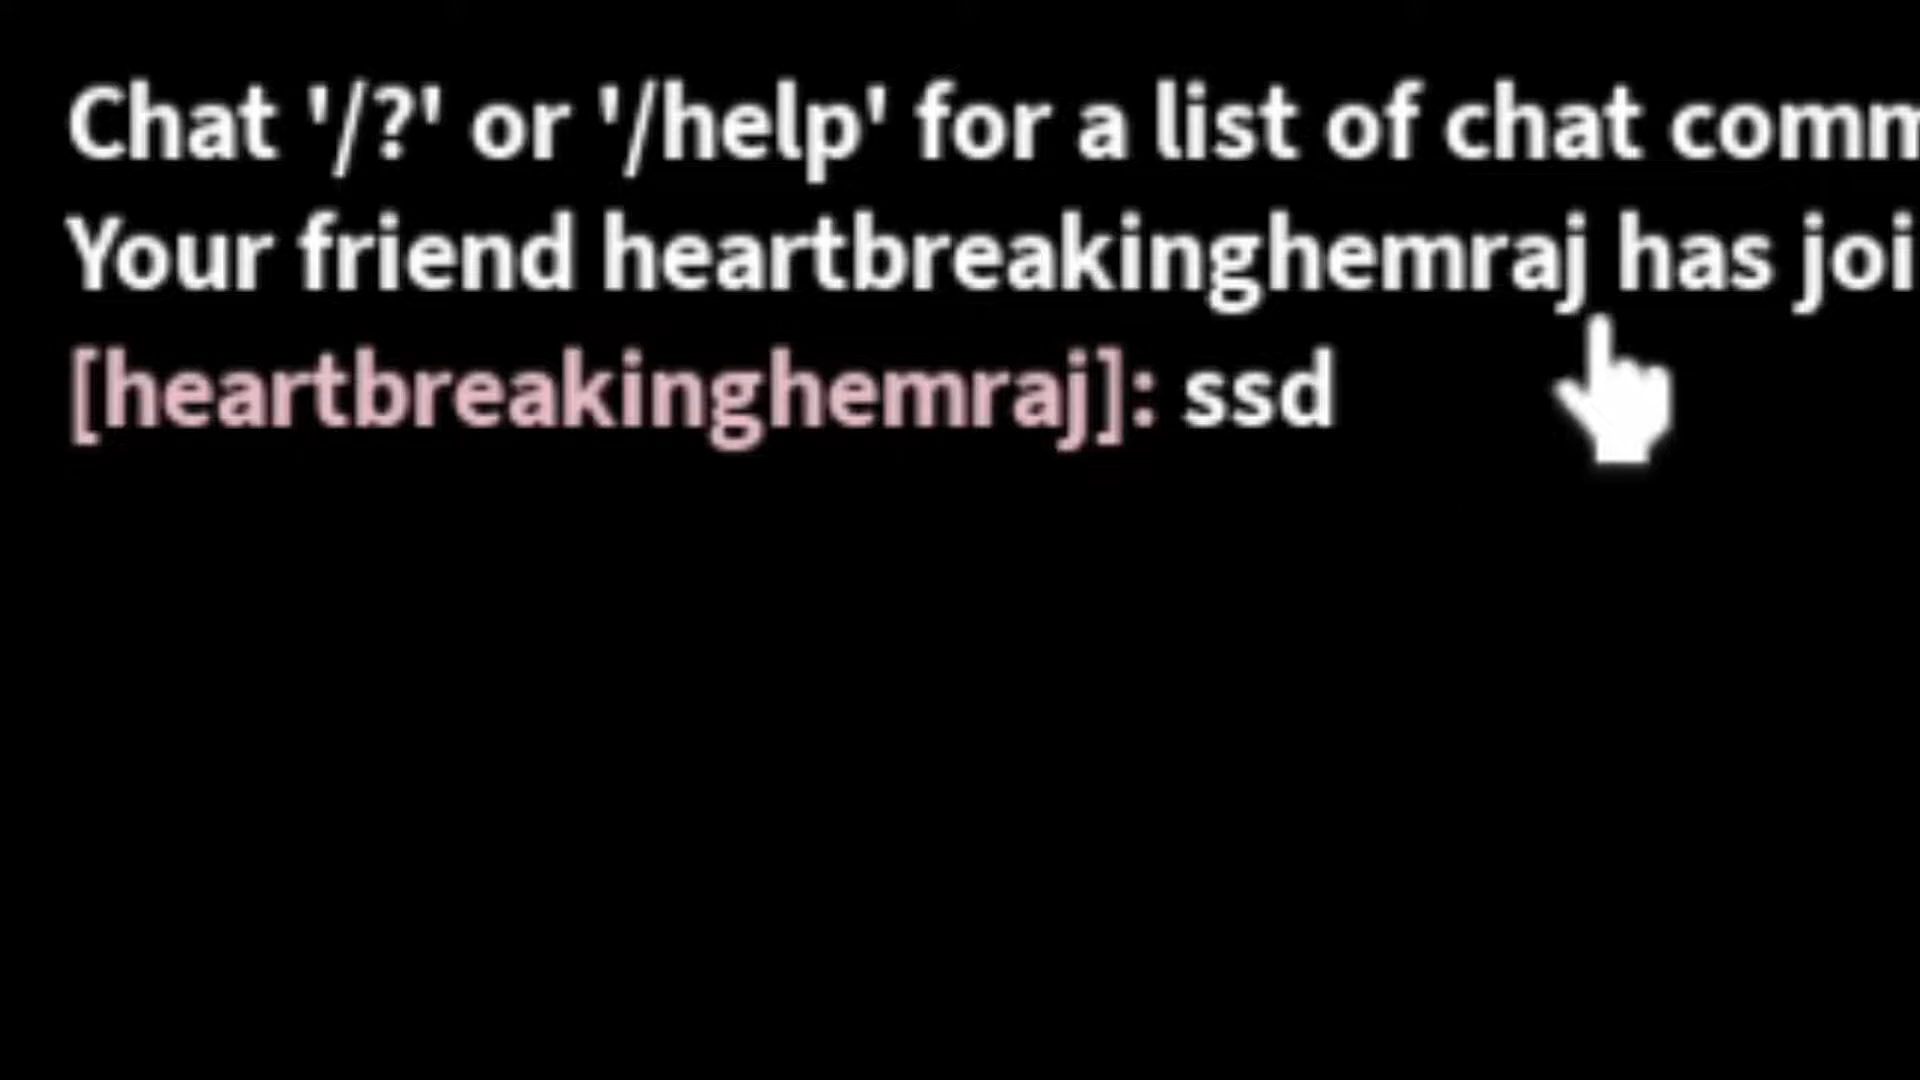 Chat '/?' or '/help' for a list of chat comm
Your friend heartbreakinghemraj has joi
[heartbreakinghemraj]: ssd